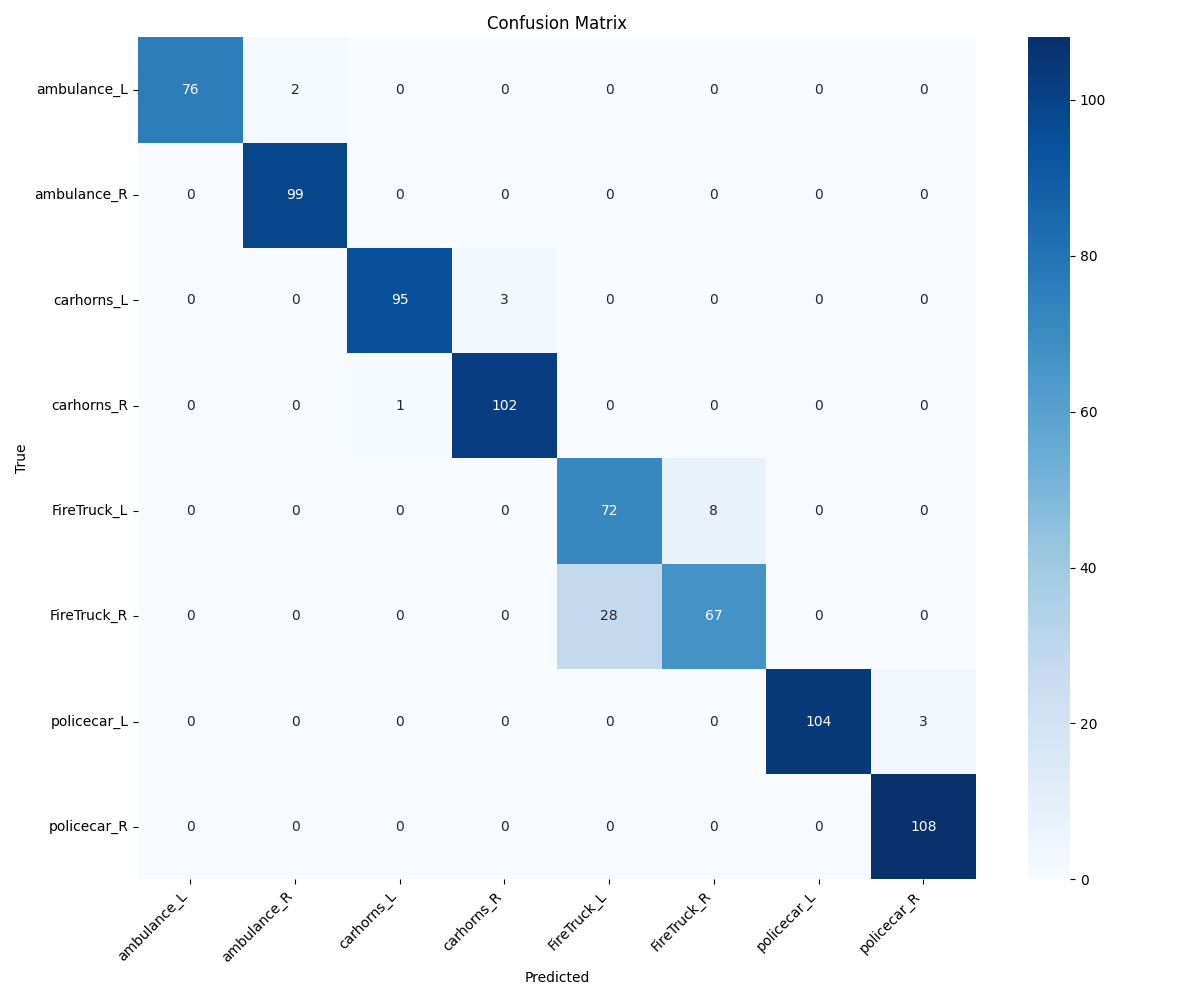 Confusion Matrix
ambulance_L 76 2 0 0 0 0 0 0
ambulance_R 0 99 0 0 0 0 0 0
carhorns_L 0 0 95 3 0 0 0 0
carhorns_R 0 0 1 102 0 0 0 0
FireTruck_L 0 0 0 0 72 8 0 0
FireTruck_R 0 0 0 0 28 67 0 0
policecar_L 0 0 0 0 0 0 104 3
policecar_R 0 0 0 0 0 0 0 108
True
ambulance_L ambulance_R carhorns_L carhorns_R FireTruck_L FireTruck_R policecar_L policecar_R
Predicted
100
80
60
40
20
0